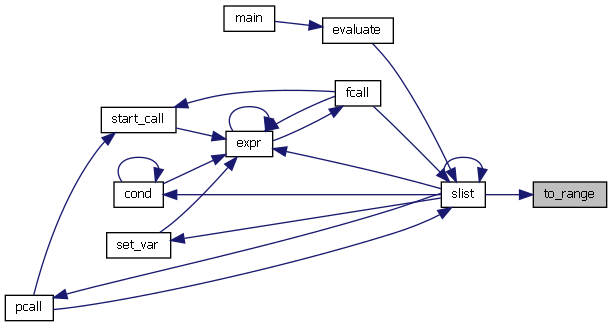 main
evaluate
fcall
start_call
expr
cond
slist
to_range
set_var
pcall